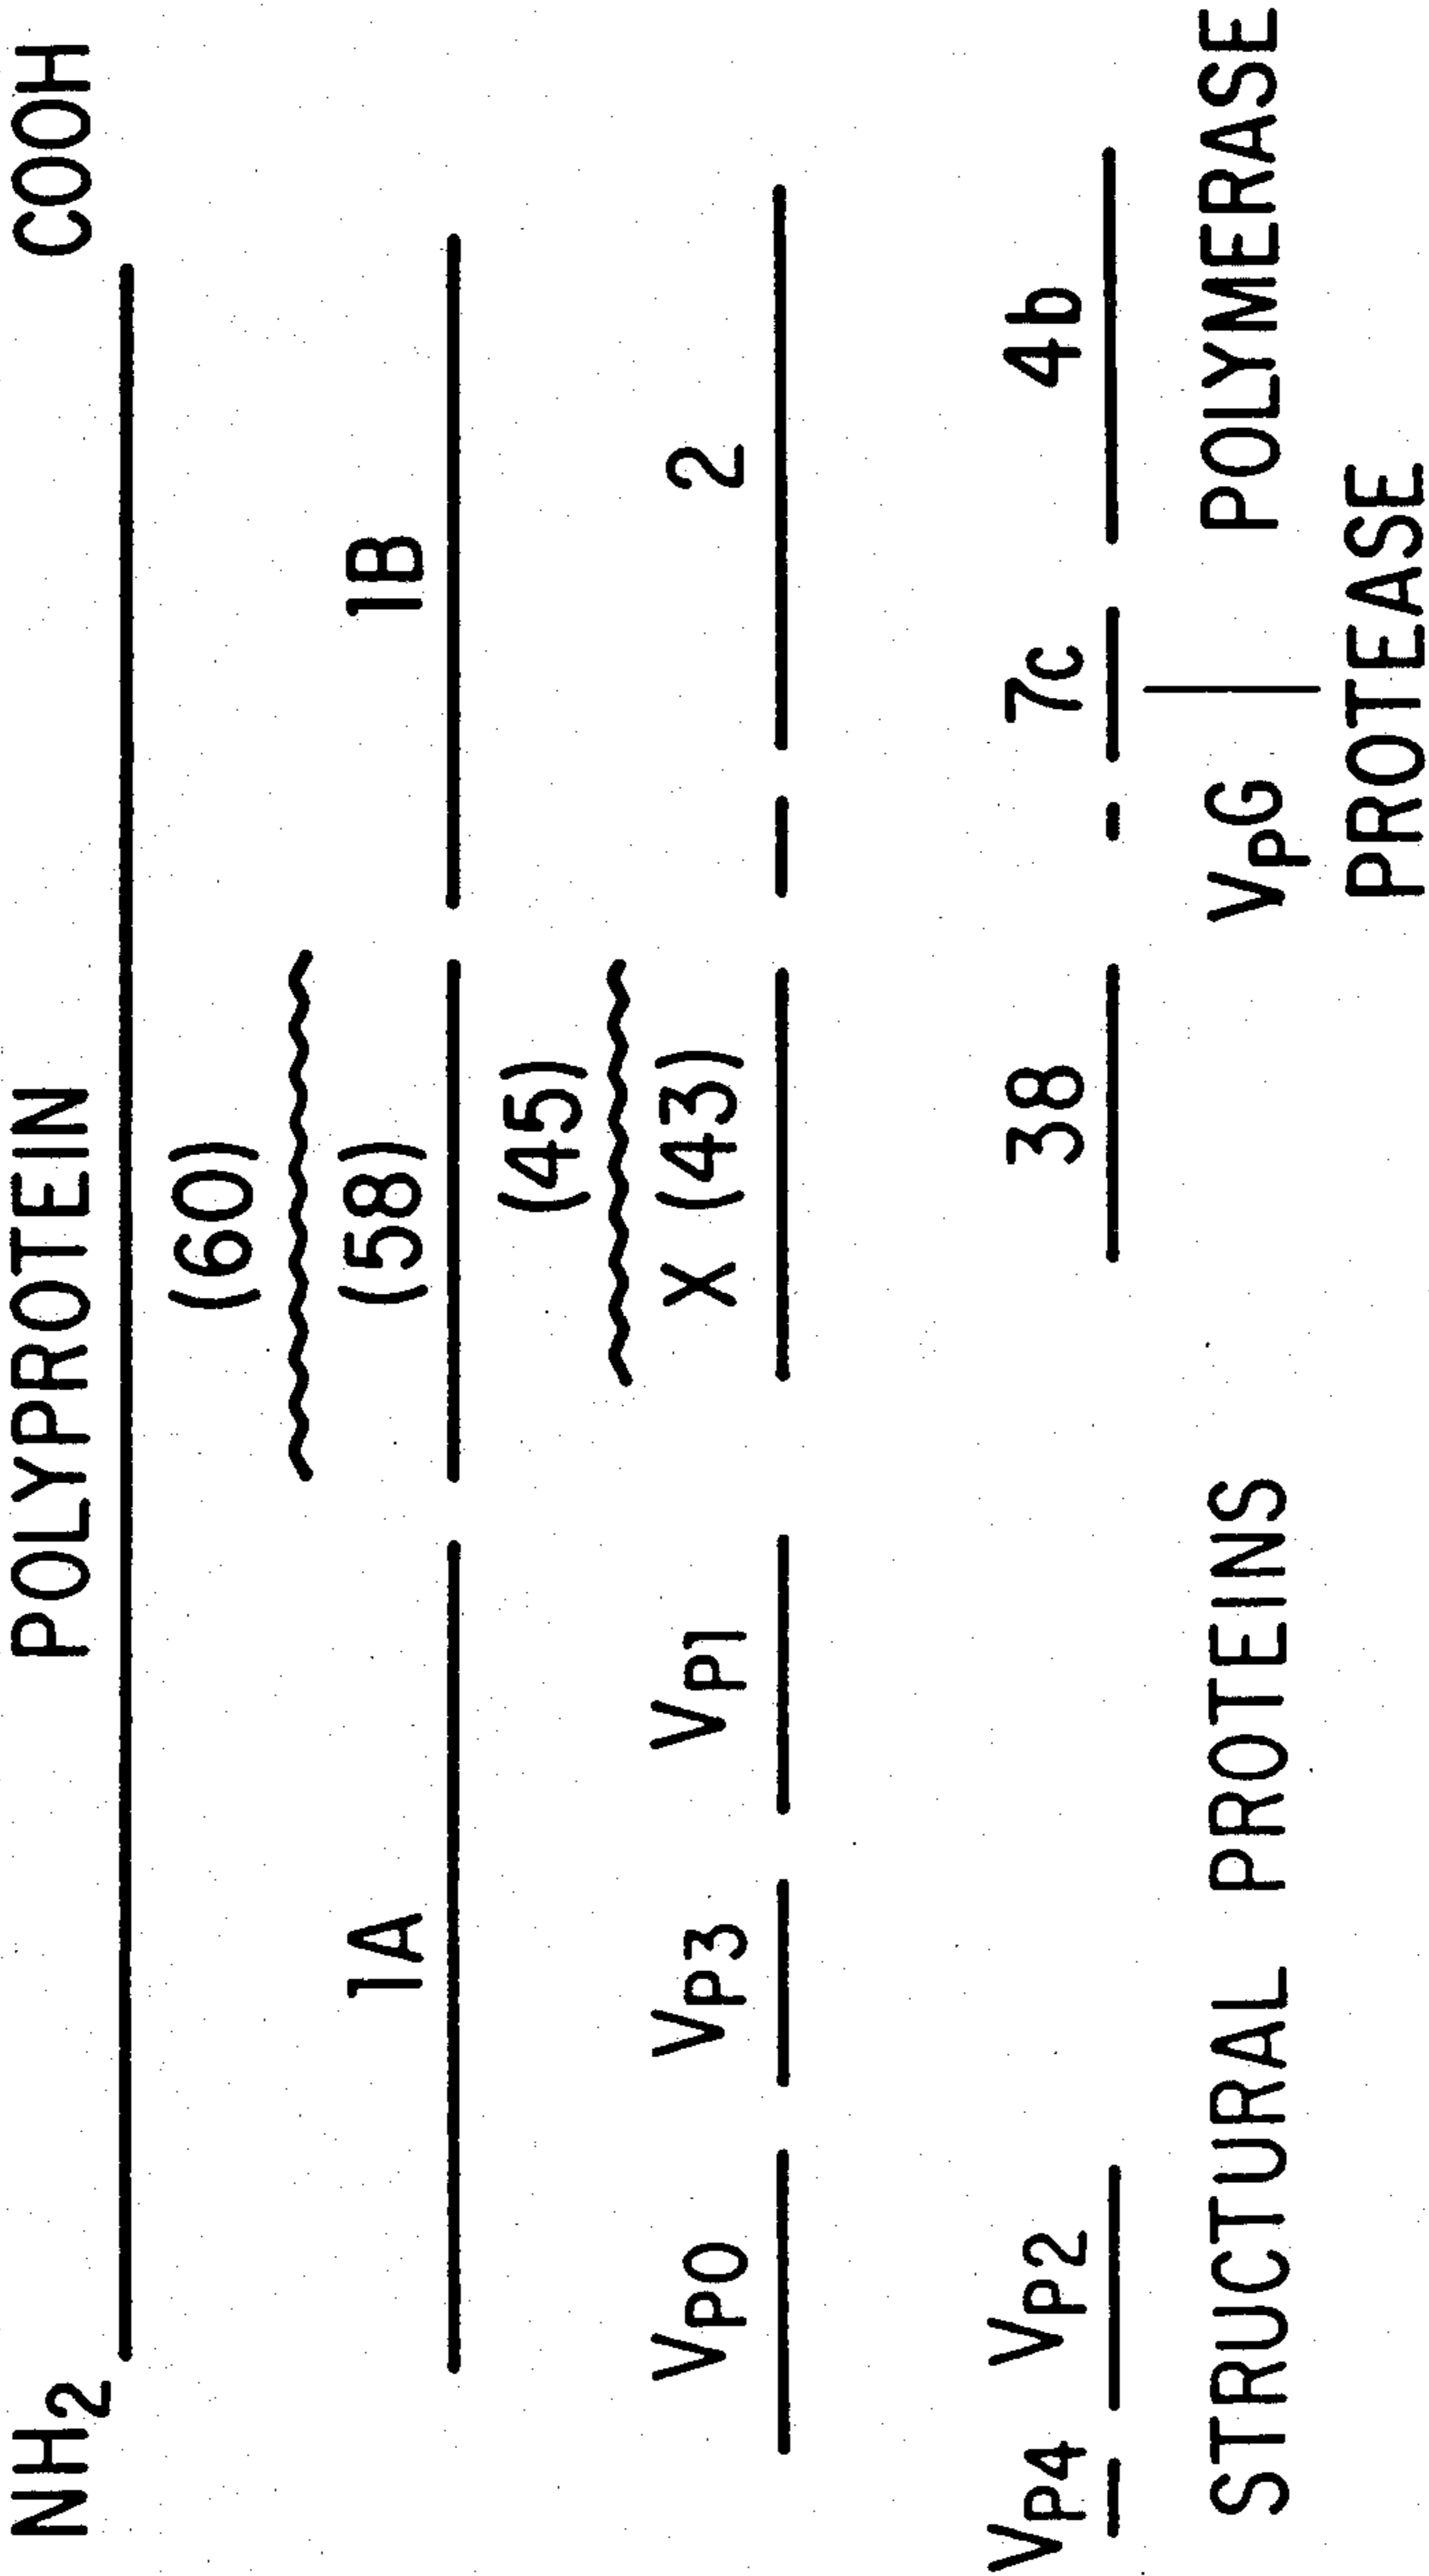 NH2 POLYPROTEIN COOH
(60)
1A (58) 1B
(45)
VP0 VP3 VP1 X (43) 2
VP4 VP2 38 7c 4b
STRUCTURAL PROTEINS VPG POLYMERASE
PROTEASE